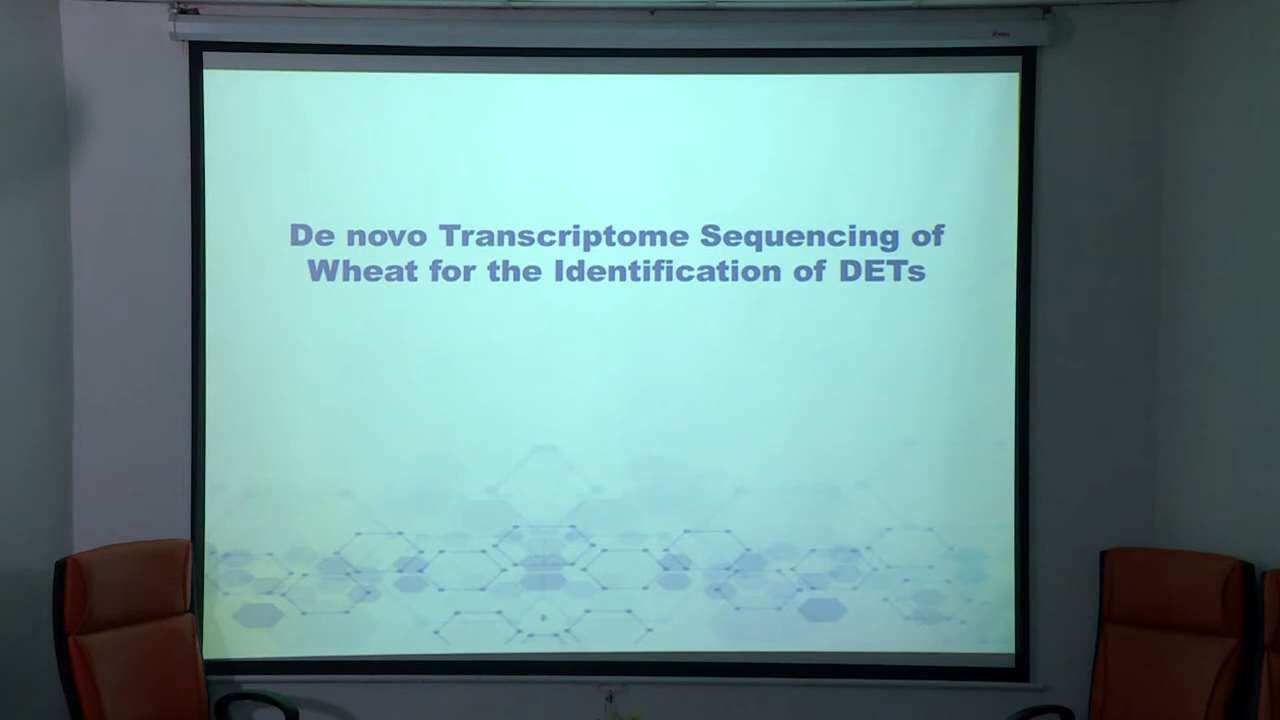 De novo Transcriptome Sequencing of
Wheat for the Identification of DETs